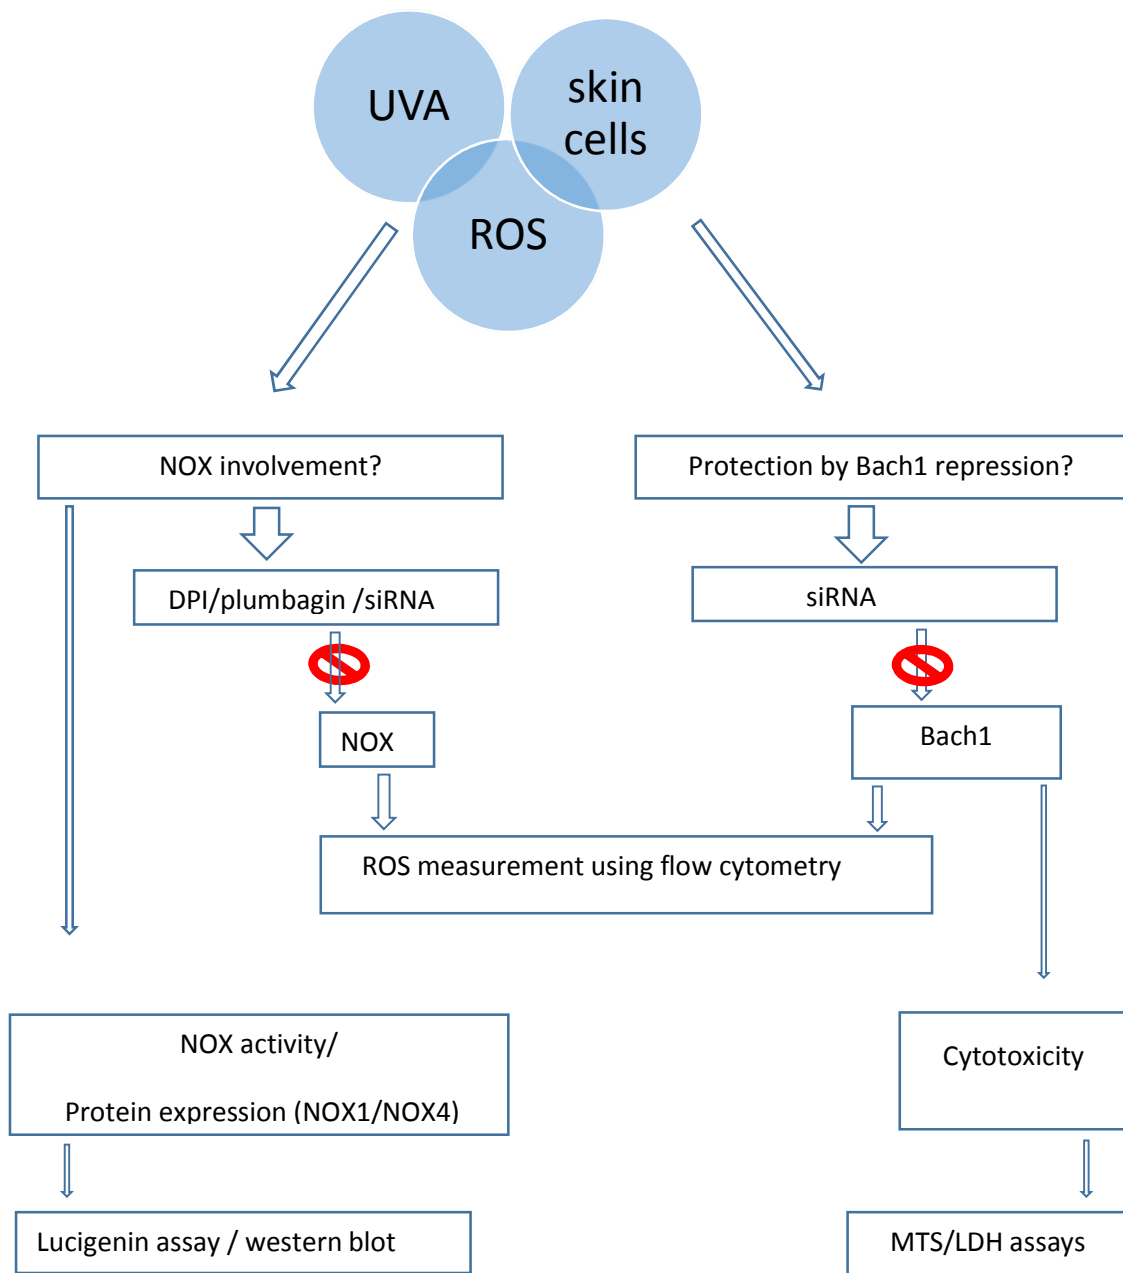 UVA
skin
cells
ROS
NOX involvement?
Protection by Bach1 repression?
DPI/plumbagin /siRNA
siRNA
NOX
Bach1
ROS measurement using flow cytometry
NOX activity/
Protein expression (NOX1/NOX4)
Cytotoxicity
Lucigenin assay / western blot
MTS/LDH assays